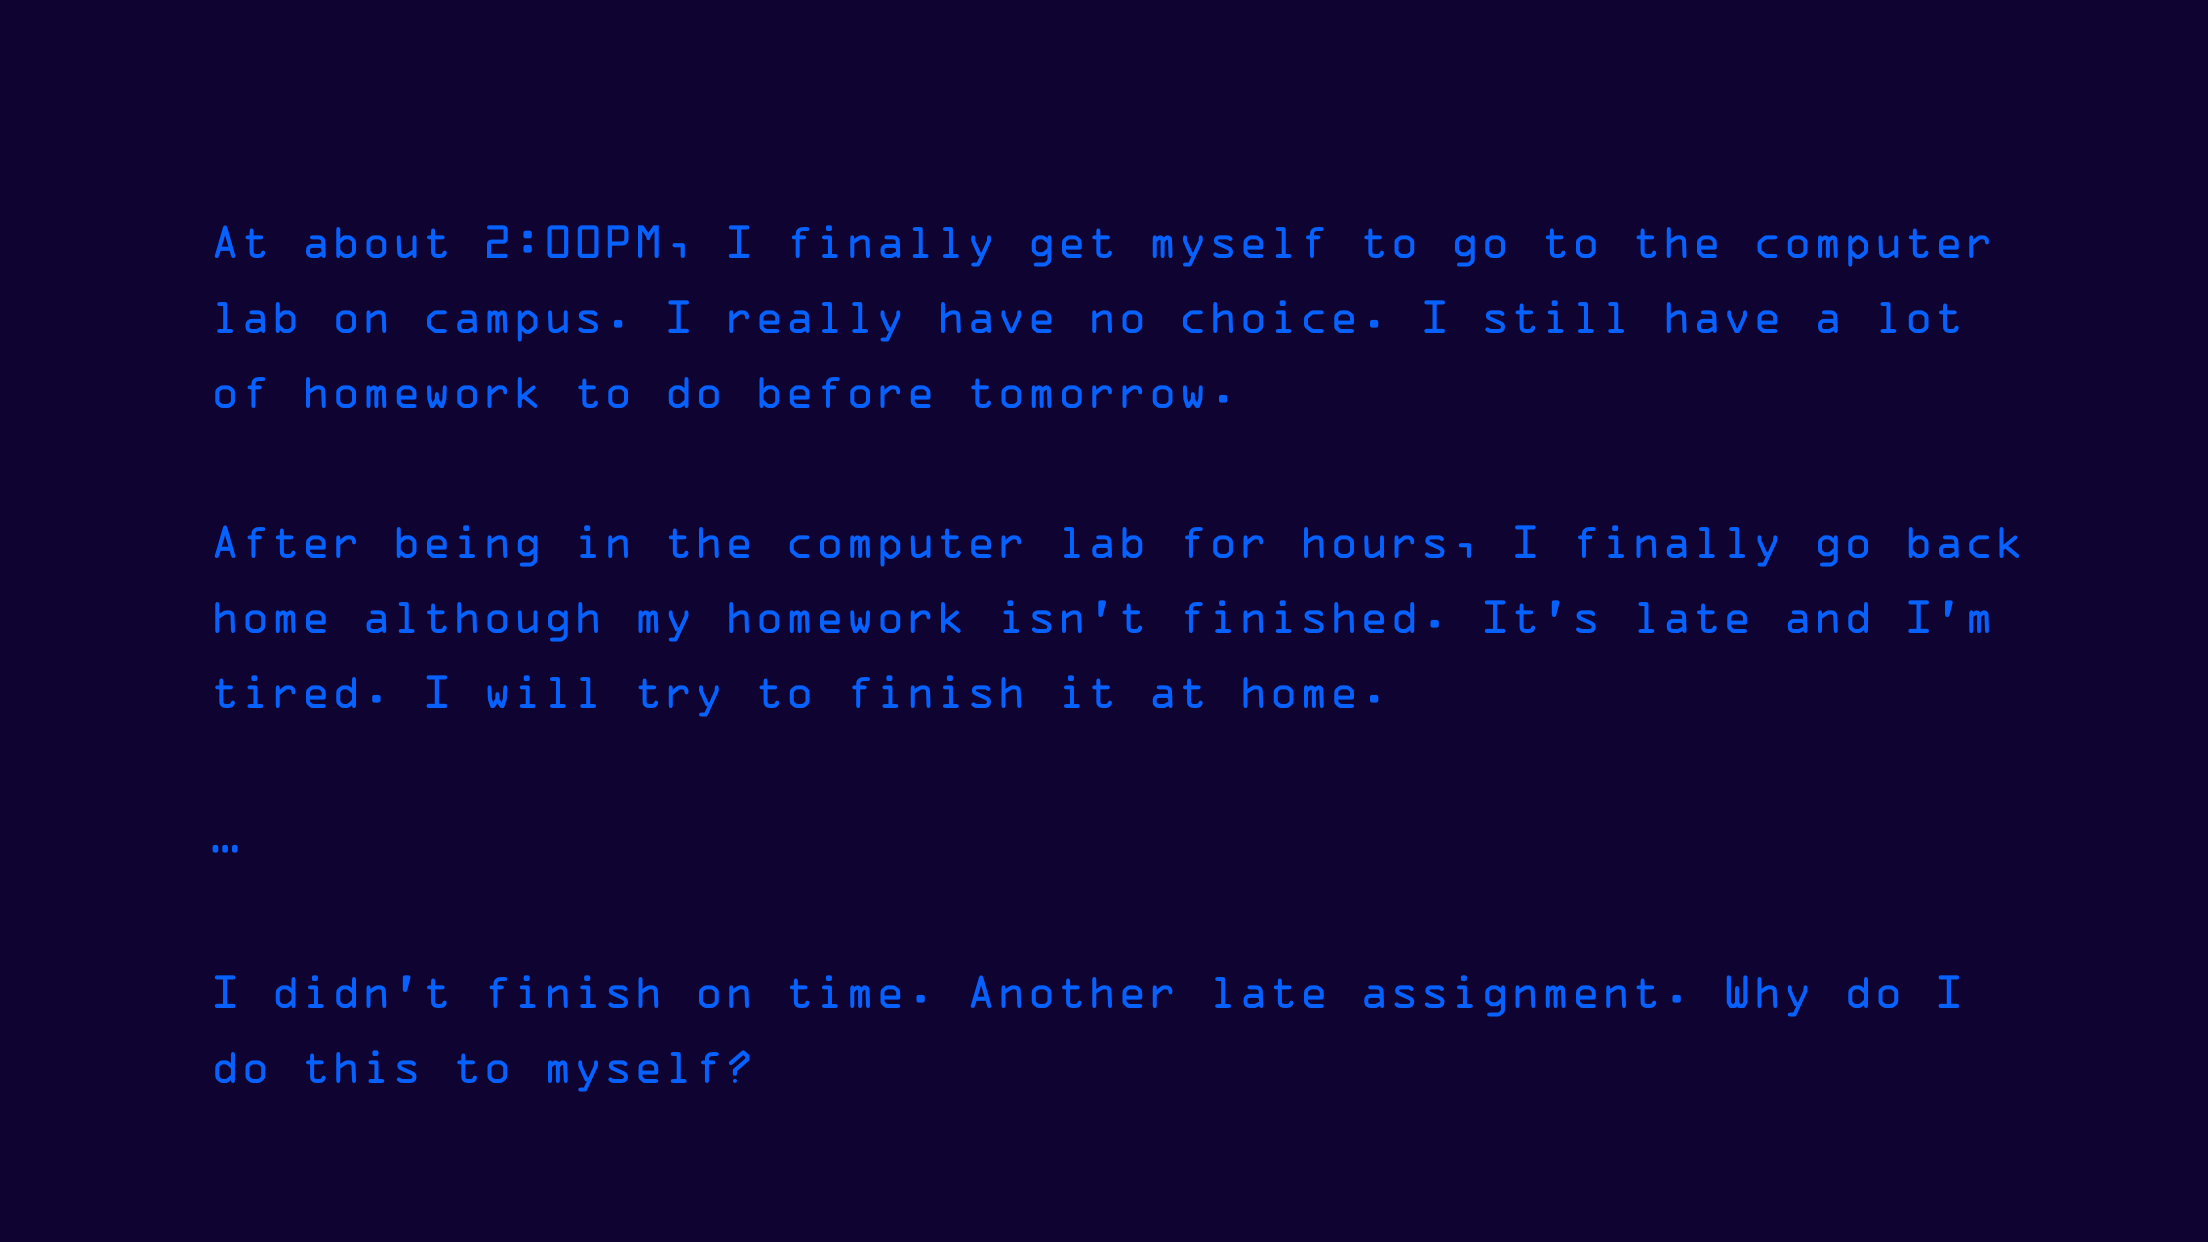 At about 2:00PM, I finally get myself to go to the computer
lab on campus. I really have no choice. I still have a lot
of homework to do before tomorrow.
After being in the computer lab for hours, I finally go back
home although my homework isn't finished. It's late and I'm
tired. I will try to finish it at home.
…
I didn't finish on time. Another late assignment. Why do I
do this to myself?